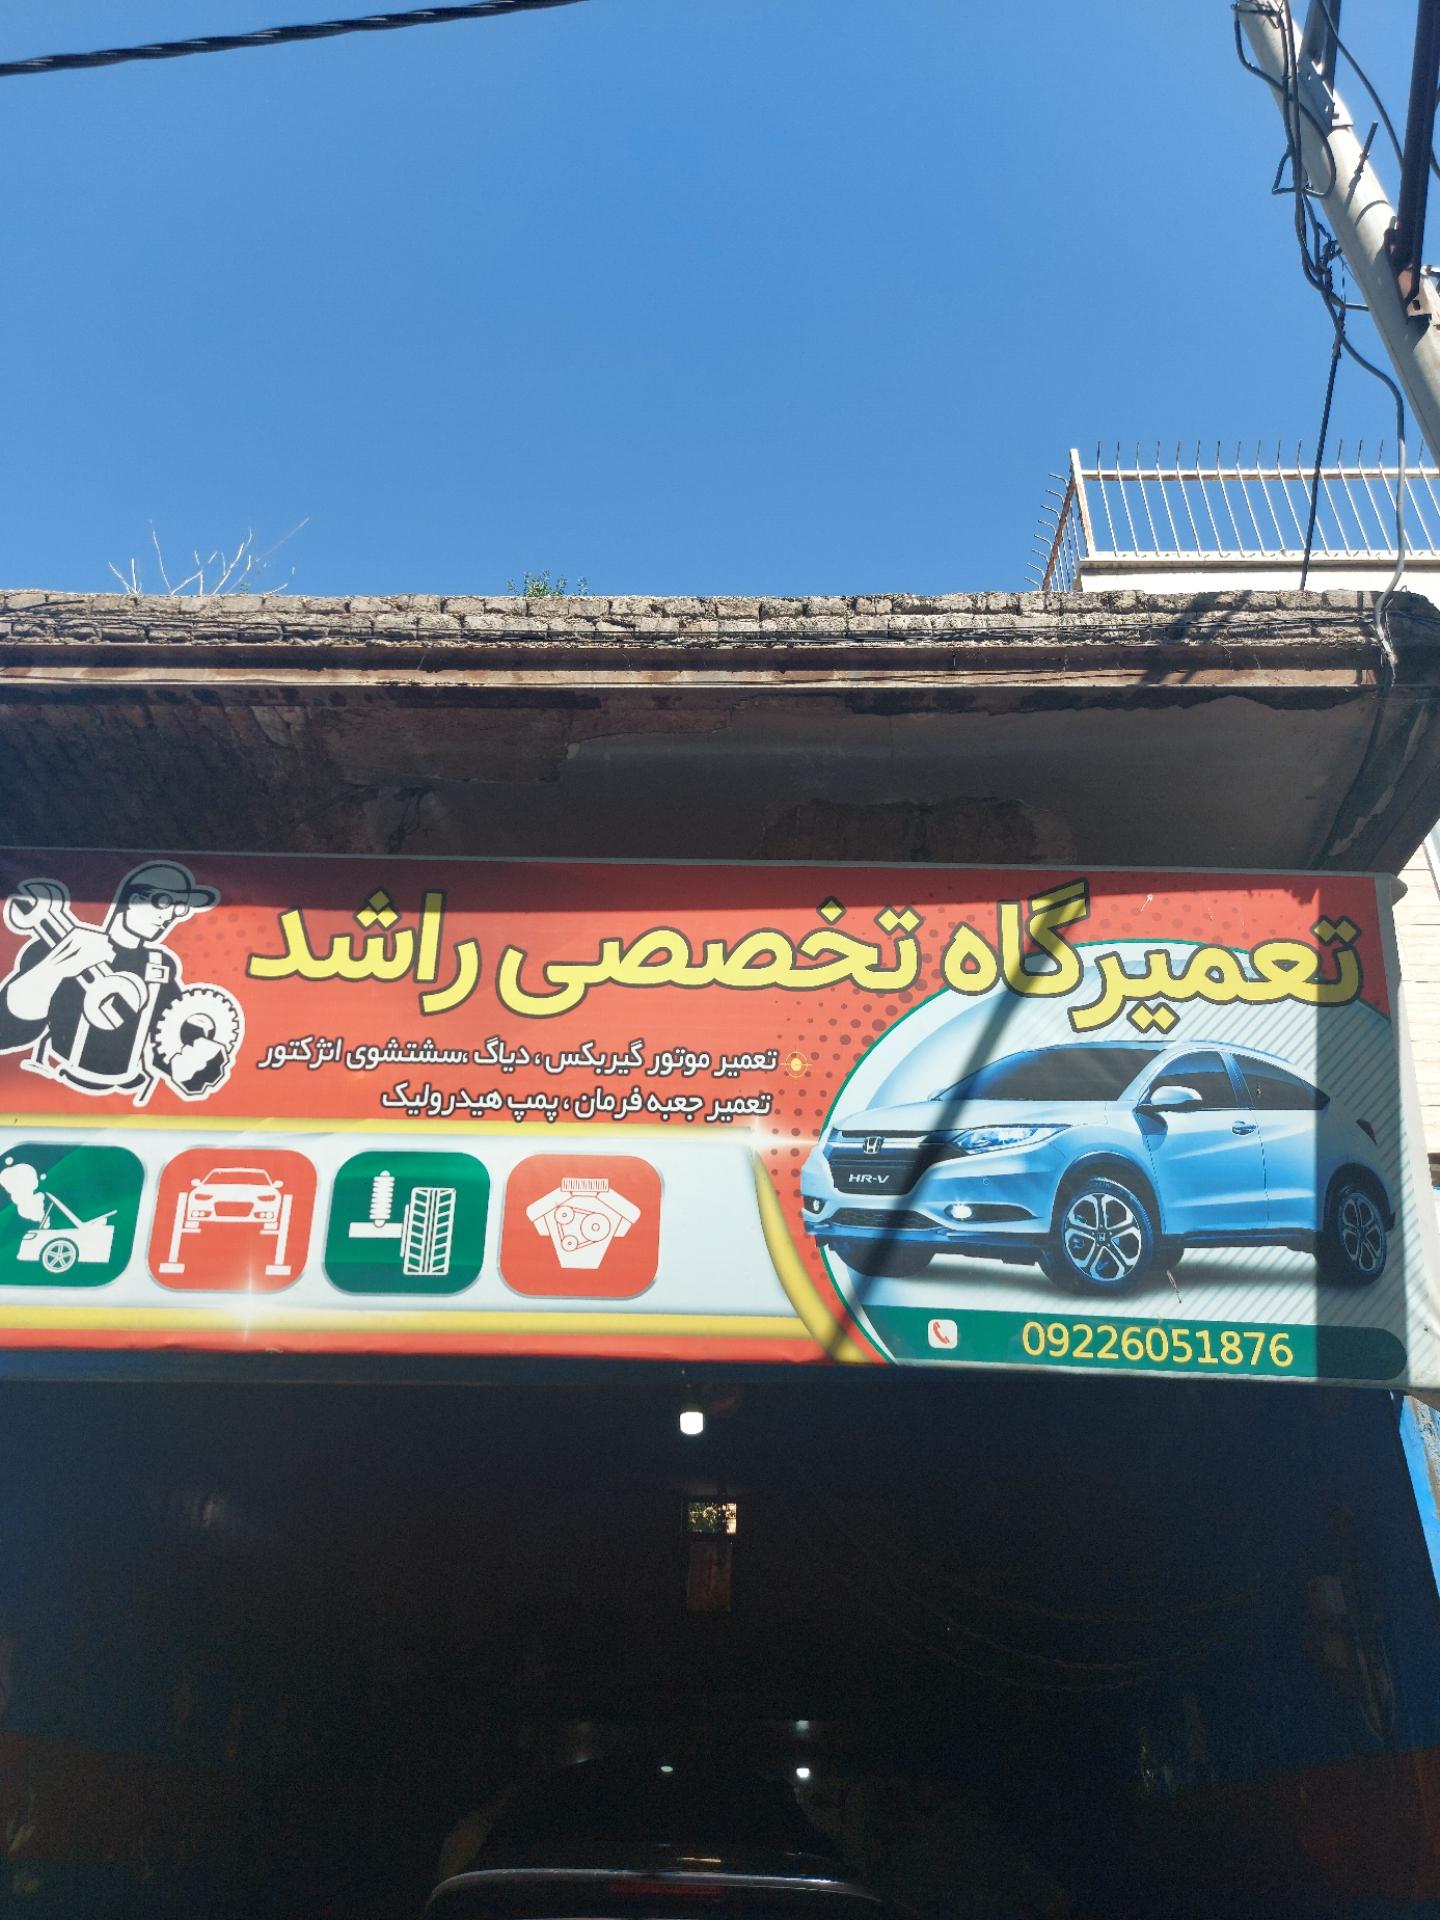 تعمیرگاه تخصصی راشد
تعمیر موتور گیربکس، دیاگ ،سشتشوی انژکتور
تعمیر جعبه فرمان، پمپ هیدرولیک
HR-V
09226051876